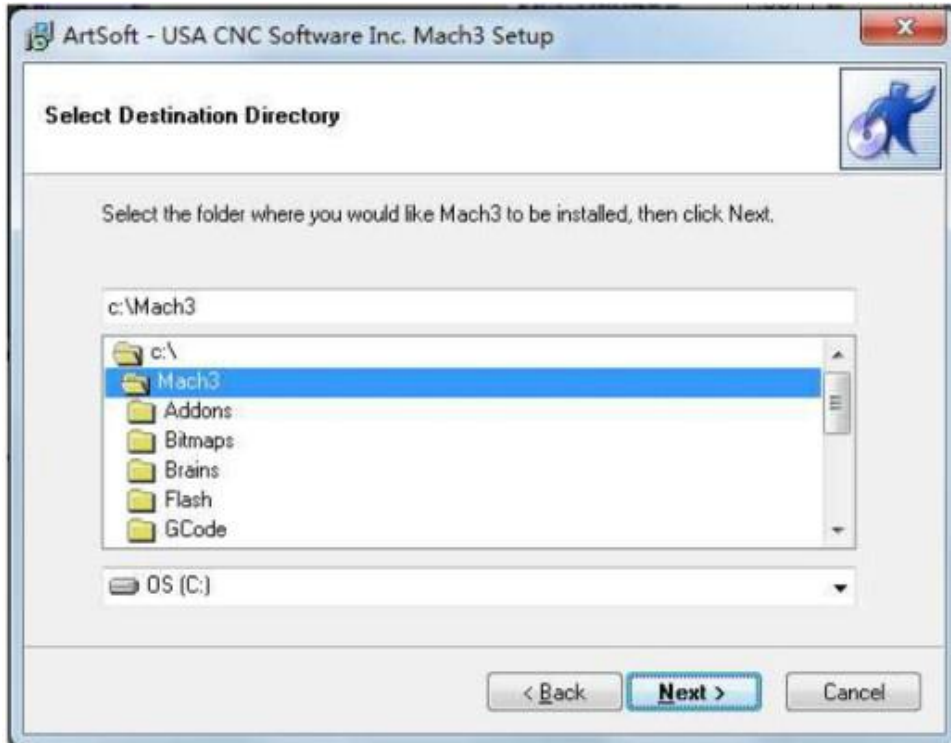 ArtSoft - USA CNC Software Inc. Mach3 Setup
Select Destination Directory
Select the folder where you would like Mach3 to be installed, then click Next.
c:\Mach3
c:\
Mach3
Addons
Bitmaps
Brains
Flash
GCode
OS (C:)
< Back Next > Cancel